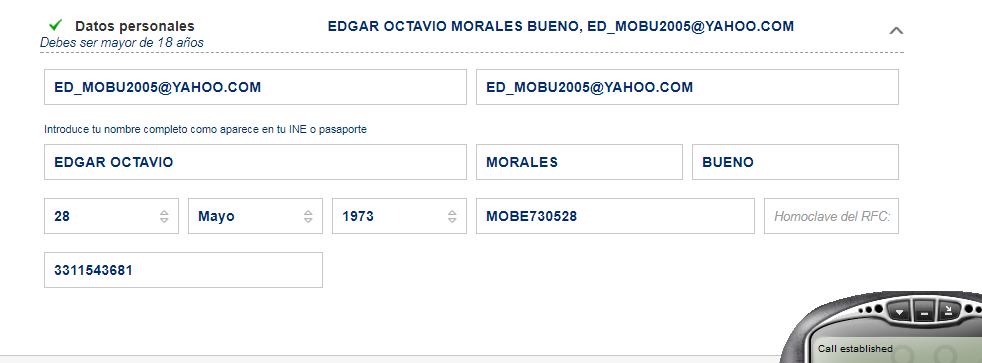 Datos personales EDGAR OCTAVIO MORALES BUENO, ED_MOBU2005@YAHOO.COM
Debes ser mayor de 18 años
ED_MOBU2005@YAHOO.COM ED_MOBU2005@YAHOO.COM
Introduce tu nombre completo como aparece en tu INE o pasaporte
EDGAR OCTAVIO MORALES BUENO
28 Mayo 1973 MOBE730528 Homoclave del RFC:
3311543681
Call established